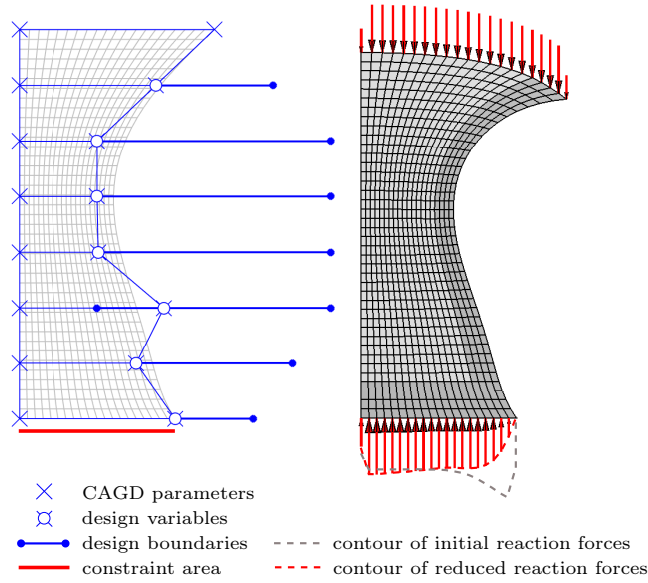 CAGD parameters
design variables
design boundaries
constraint area
contour of initial reaction forces
contour of reduced reaction forces